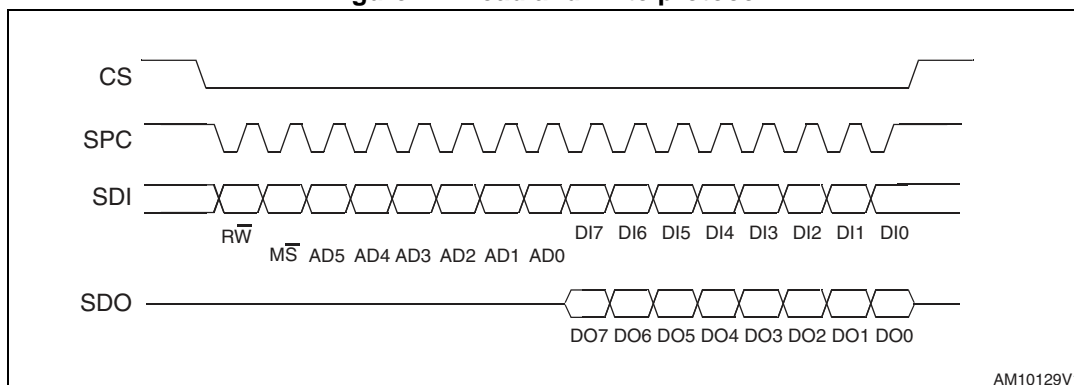 CS
SPC
SDI
RW̅
DI7 DI6 DI5 DI4 DI3 DI2 DI1 DI0
MS̅ AD5 AD4 AD3 AD2 AD1 AD0
SDO
DO7 DO6 DO5 DO4 DO3 DO2 DO1 DO0
AM10129V